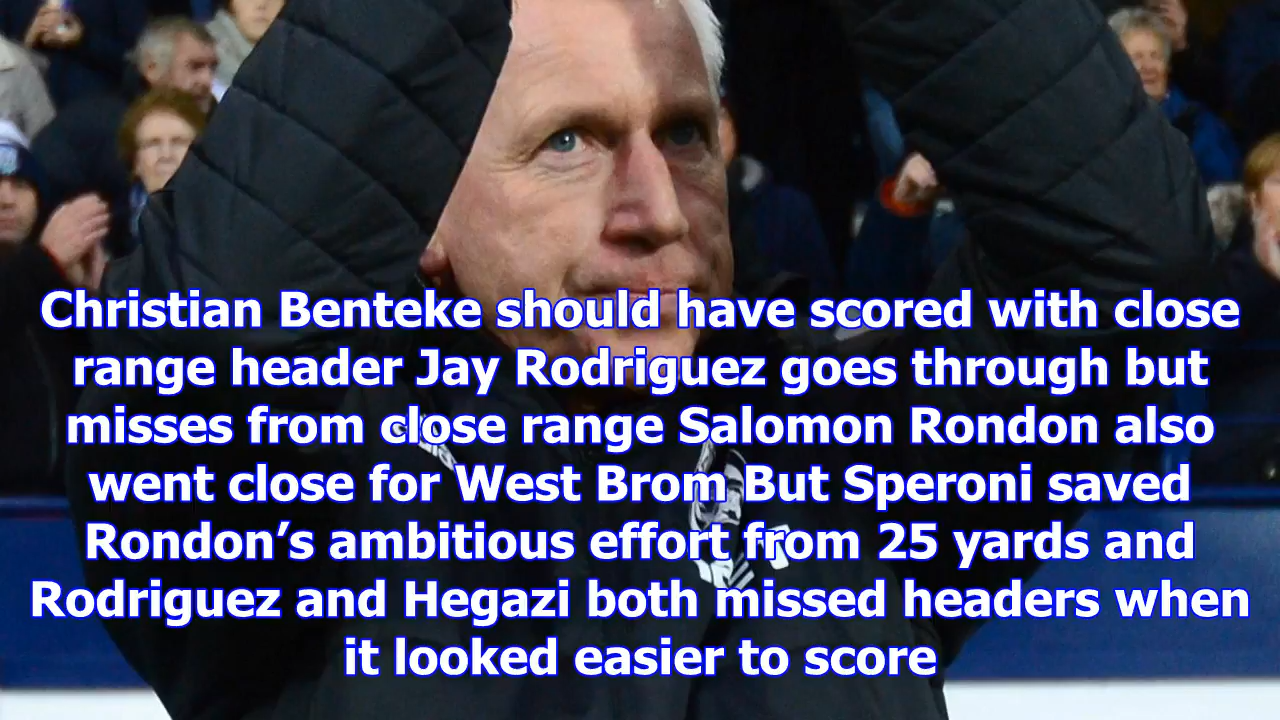 Christian Benteke should have scored with close
range header Jay Rodriguez goes through but
misses from close range Salomon Rondon also
went close for West Brom But Speroni saved
Rondon’s ambitious effort from 25 yards and
Rodriguez and Hegazi both missed headers when
it looked easier to score